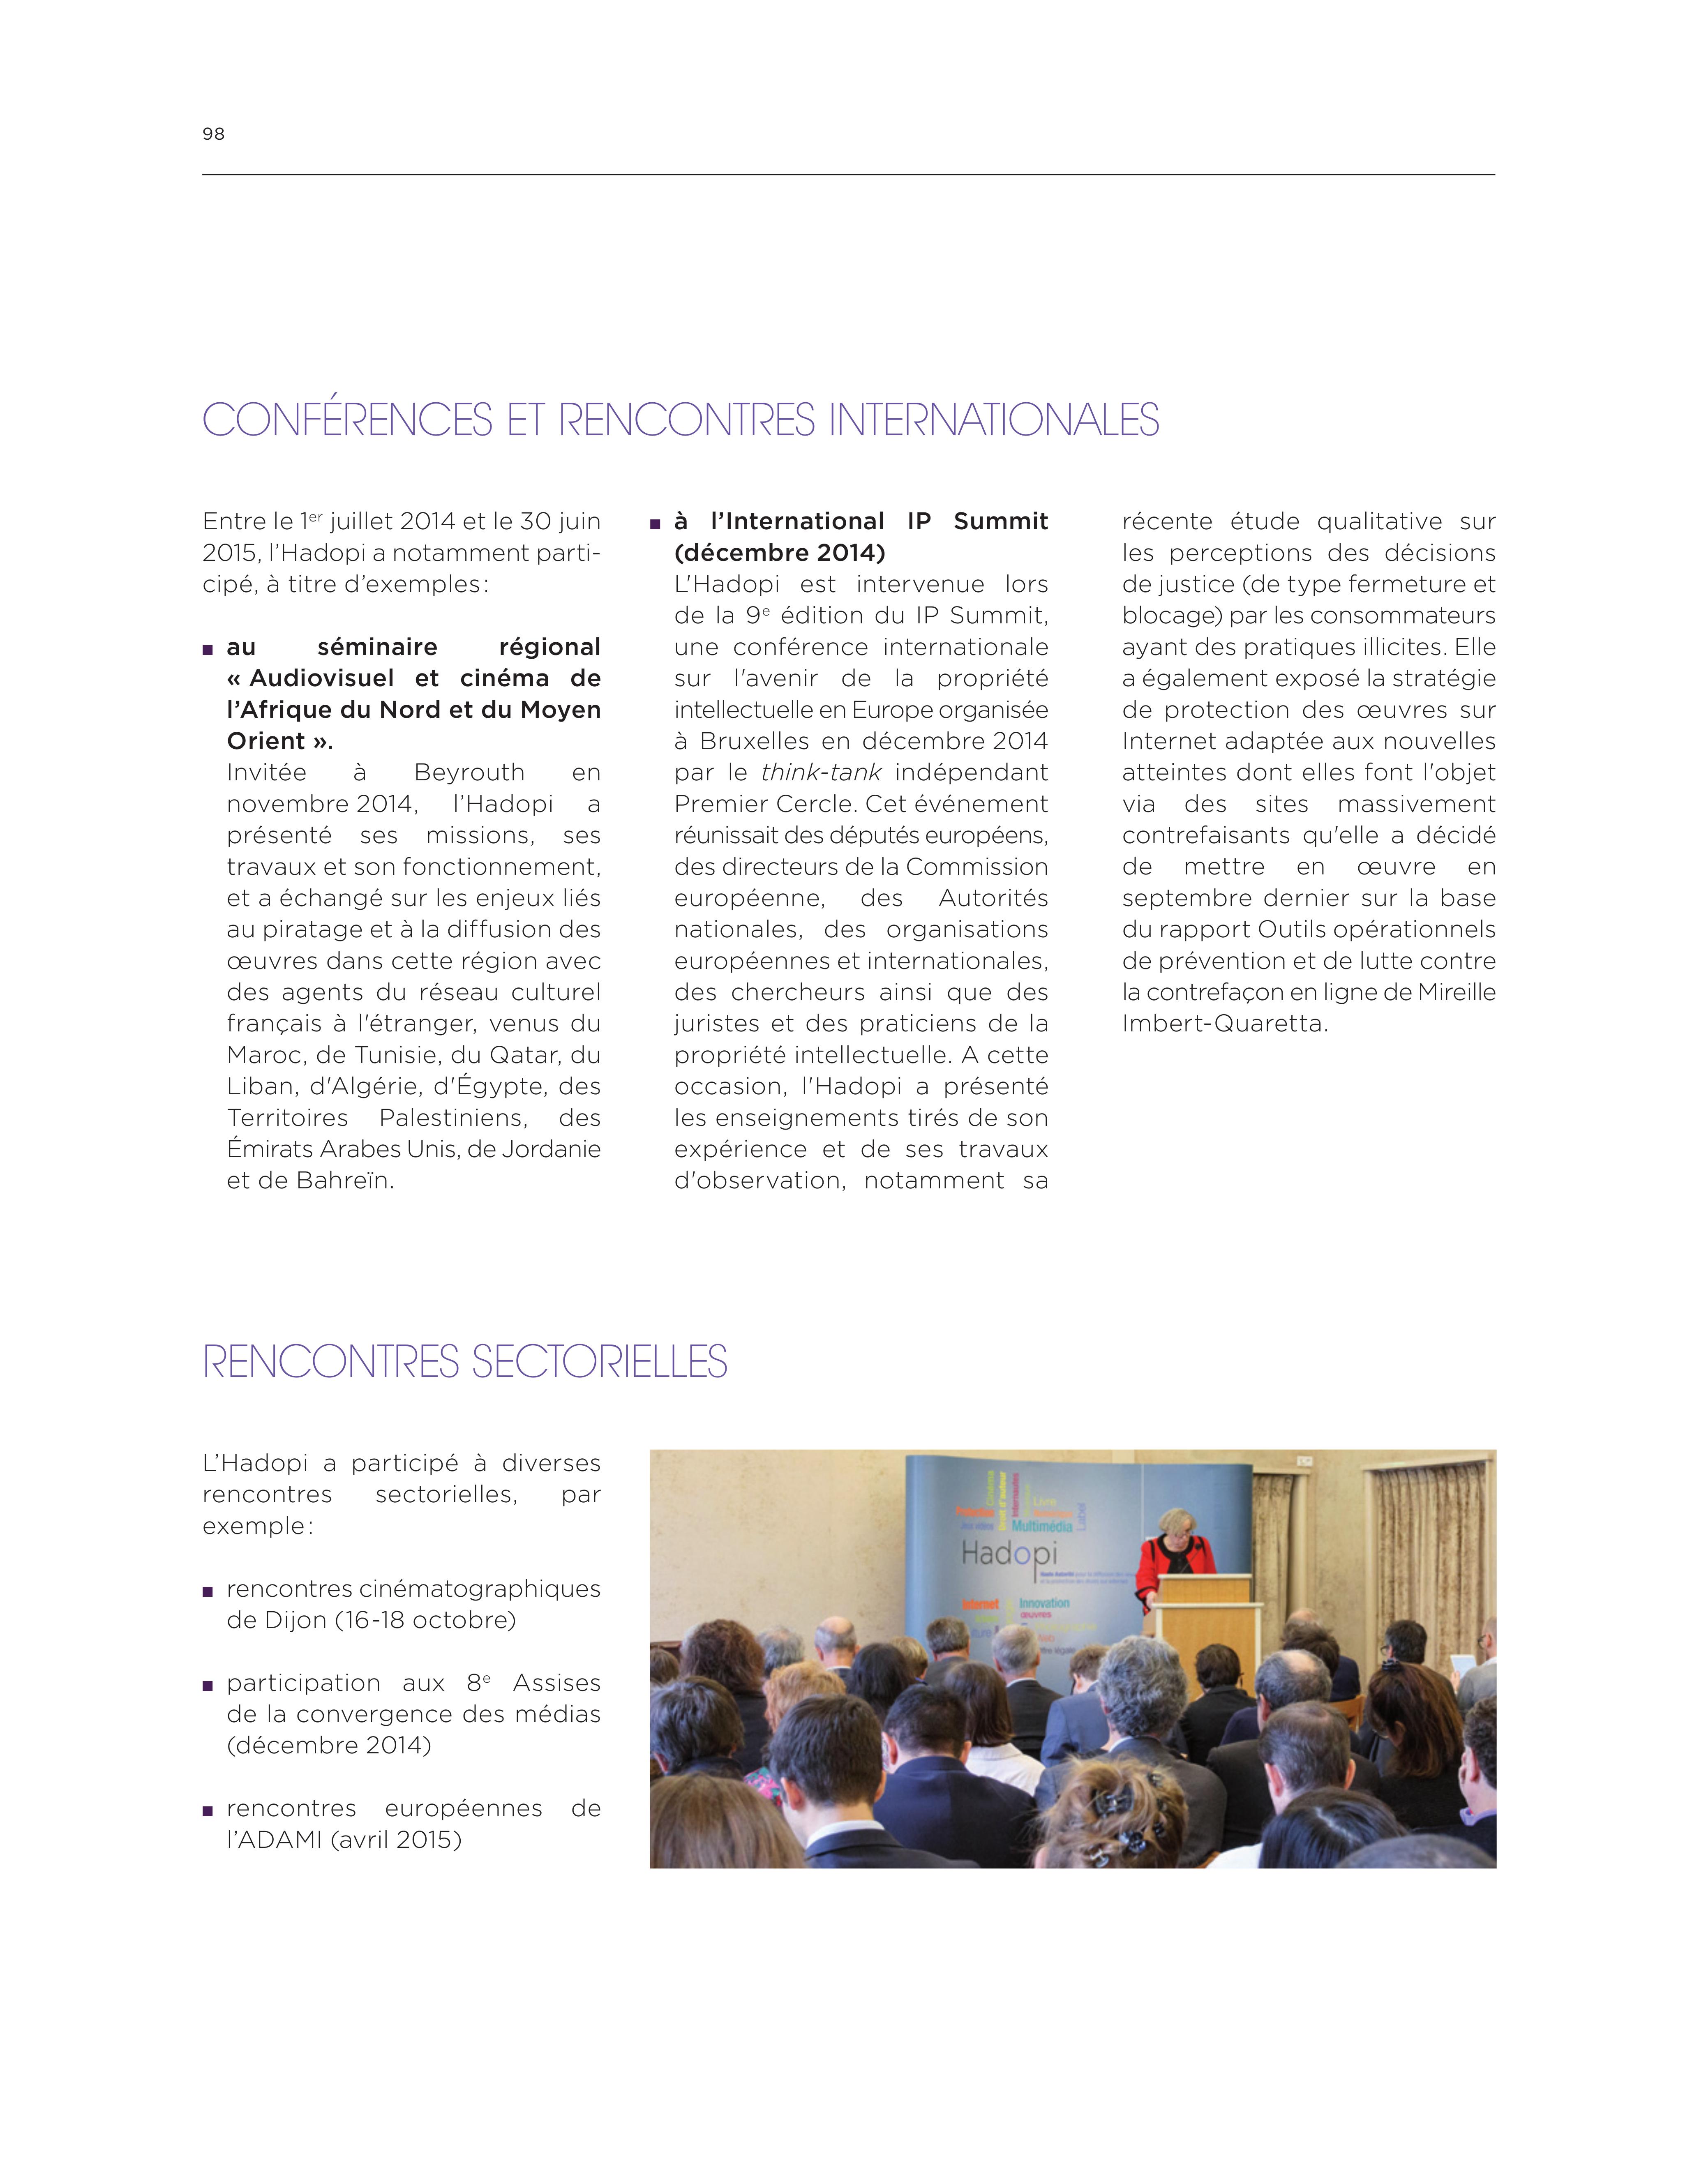 98
CONFÉRENCES ET RENCONTRES INTERNATIONALES
Entre le 1er juillet 2014 et le 30 juin
2015, l’Hadopi a notamment parti-
cipé, à titre d’exemples :
■ au séminaire régional
« Audiovisuel et cinéma de
l’Afrique du Nord et du Moyen
Orient ».
Invitée à Beyrouth en
novembre 2014, l’Hadopi a
présenté ses missions, ses
travaux et son fonctionnement,
et a échangé sur les enjeux liés
au piratage et à la diffusion des
œuvres dans cette région avec
des agents du réseau culturel
français à l'étranger, venus du
Maroc, de Tunisie, du Qatar, du
Liban, d'Algérie, d'Égypte, des
Territoires Palestiniens, des
Émirats Arabes Unis, de Jordanie
et de Bahreïn.
■ à l’International IP Summit
(décembre 2014)
L'Hadopi est intervenue lors
de la 9e édition du IP Summit,
une conférence internationale
sur l'avenir de la propriété
intellectuelle en Europe organisée
à Bruxelles en décembre 2014
par le think-tank indépendant
Premier Cercle. Cet événement
réunissait des députés européens,
des directeurs de la Commission
européenne, des Autorités
nationales, des organisations
européennes et internationales,
des chercheurs ainsi que des
juristes et des praticiens de la
propriété intellectuelle. A cette
occasion, l'Hadopi a présenté
les enseignements tirés de son
expérience et de ses travaux
d'observation, notamment sa
récente étude qualitative sur
les perceptions des décisions
de justice (de type fermeture et
blocage) par les consommateurs
ayant des pratiques illicites. Elle
a également exposé la stratégie
de protection des œuvres sur
Internet adaptée aux nouvelles
atteintes dont elles font l'objet
via des sites massivement
contrefaisants qu'elle a décidé
de mettre en œuvre en
septembre dernier sur la base
du rapport Outils opérationnels
de prévention et de lutte contre
la contrefaçon en ligne de Mireille
Imbert-Quaretta.
RENCONTRES SECTORIELLES
L’Hadopi a participé à diverses
rencontres sectorielles, par
exemple :
■ rencontres cinématographiques
de Dijon (16-18 octobre)
■ participation aux 8e Assises
de la convergence des médias
(décembre 2014)
■ rencontres européennes de
l’ADAMI (avril 2015)
Cinéma
Droit d'auteur
Internautes
Livre
Multimédia
Label
Hadopi
Internet
Innovation
œuvres